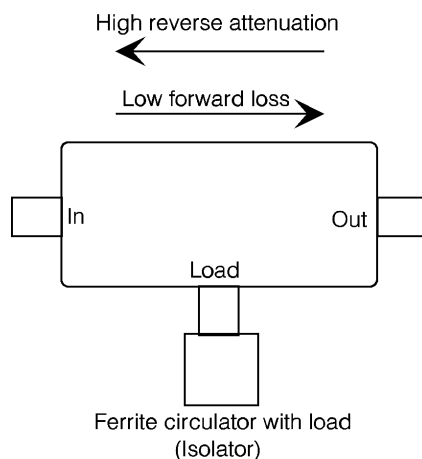 High reverse attenuation
Low forward loss
In
Out
Load
Ferrite circulator with load
(Isolator)